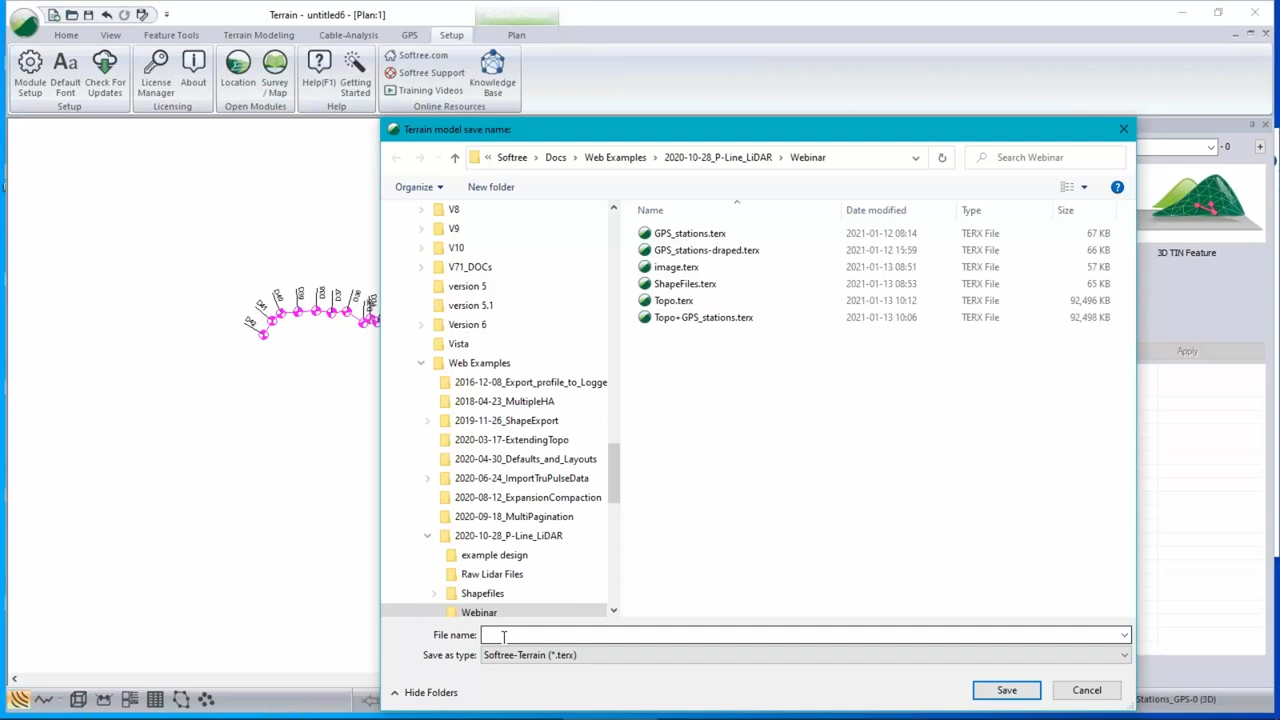 Terrain - untitled6 - [Plan:1]
Home
View
Feature Tools
Terrain Modeling
Cable-Analysis
GPS
Setup
Plan
Module Setup
Default Font
Check For Updates
Setup
License Manager
About
Licensing
Location
Survey / Map
Open Modules
Help(F1)
Getting Started
Help
Softree.com
Softree Support
Training Videos
Knowledge Base
Online Resources
Terrain model save name:
« Softree > Docs > Web Examples > 2020-10-28_P-Line_LiDAR > Webinar
Search Webinar
Organize
New folder
V8
V9
V10
V71_DOCs
version 5
version 5.1
Version 6
Vista
Web Examples
2016-12-08_Export_profile_to_Logge
2018-04-23_MultipleHA
2019-11-26_ShapeExport
2020-03-17-ExtendingTopo
2020-04-30_Defaults_and_Layouts
2020-06-24_ImportTruPulseData
2020-08-12_ExpansionCompaction
2020-09-18_MultiPagination
2020-10-28_P-Line_LiDAR
example design
Raw Lidar Files
Shapefiles
Webinar
Name Date modified Type Size
GPS_stations.terx 2021-01-12 08:14 TERX File 67 KB
GPS_stations-draped.terx 2021-01-12 15:59 TERX File 66 KB
image.terx 2021-01-13 08:51 TERX File 57 KB
ShapeFiles.terx 2021-01-13 08:53 TERX File 65 KB
Topo.terx 2021-01-13 10:12 TERX File 92,496 KB
Topo+GPS_stations.terx 2021-01-13 10:06 TERX File 92,498 KB
File name:
Save as type: Softree-Terrain (*.terx)
Hide Folders
Save
Cancel
- 0
3D TIN Feature
Apply
Stations_GPS-0 (3D)